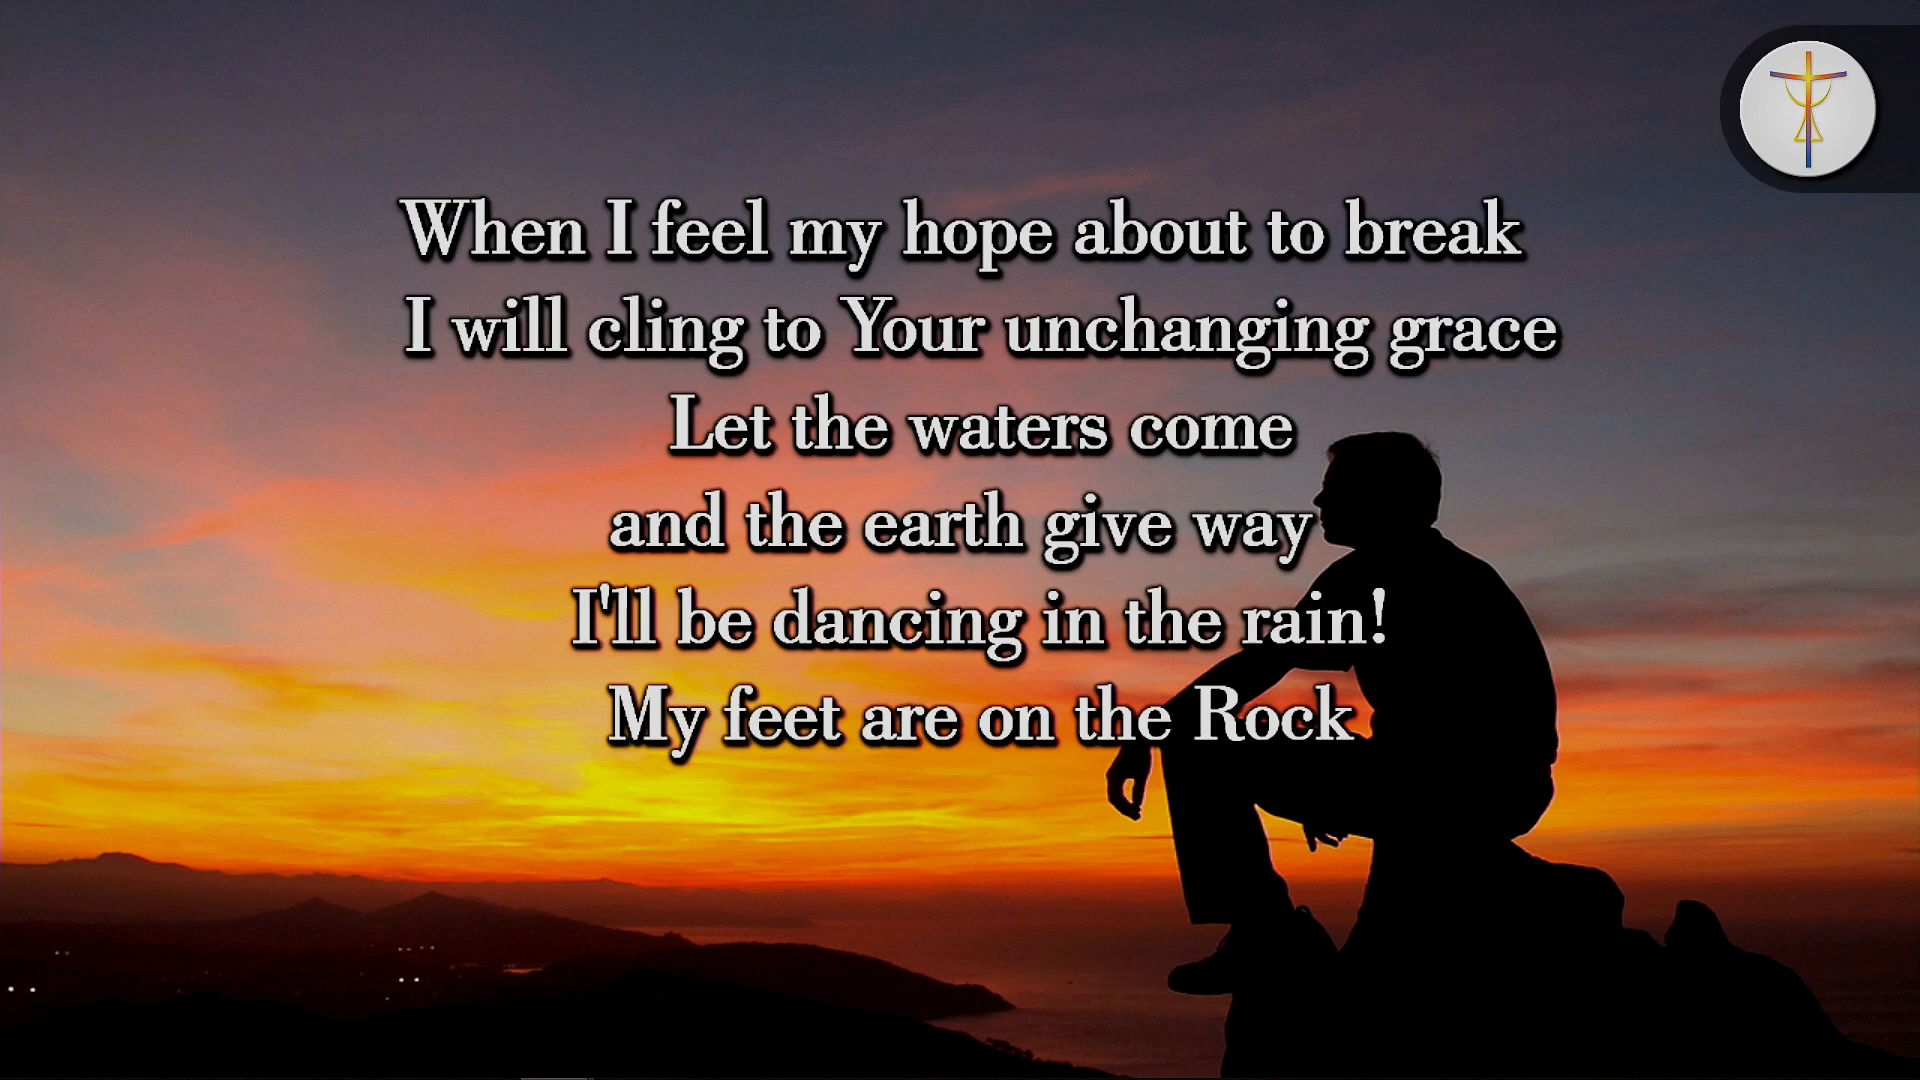 When I feel my hope about to break
I will cling to Your unchanging grace
Let the waters come
and the earth give way
I'll be dancing in the rain!
My feet are on the Rock